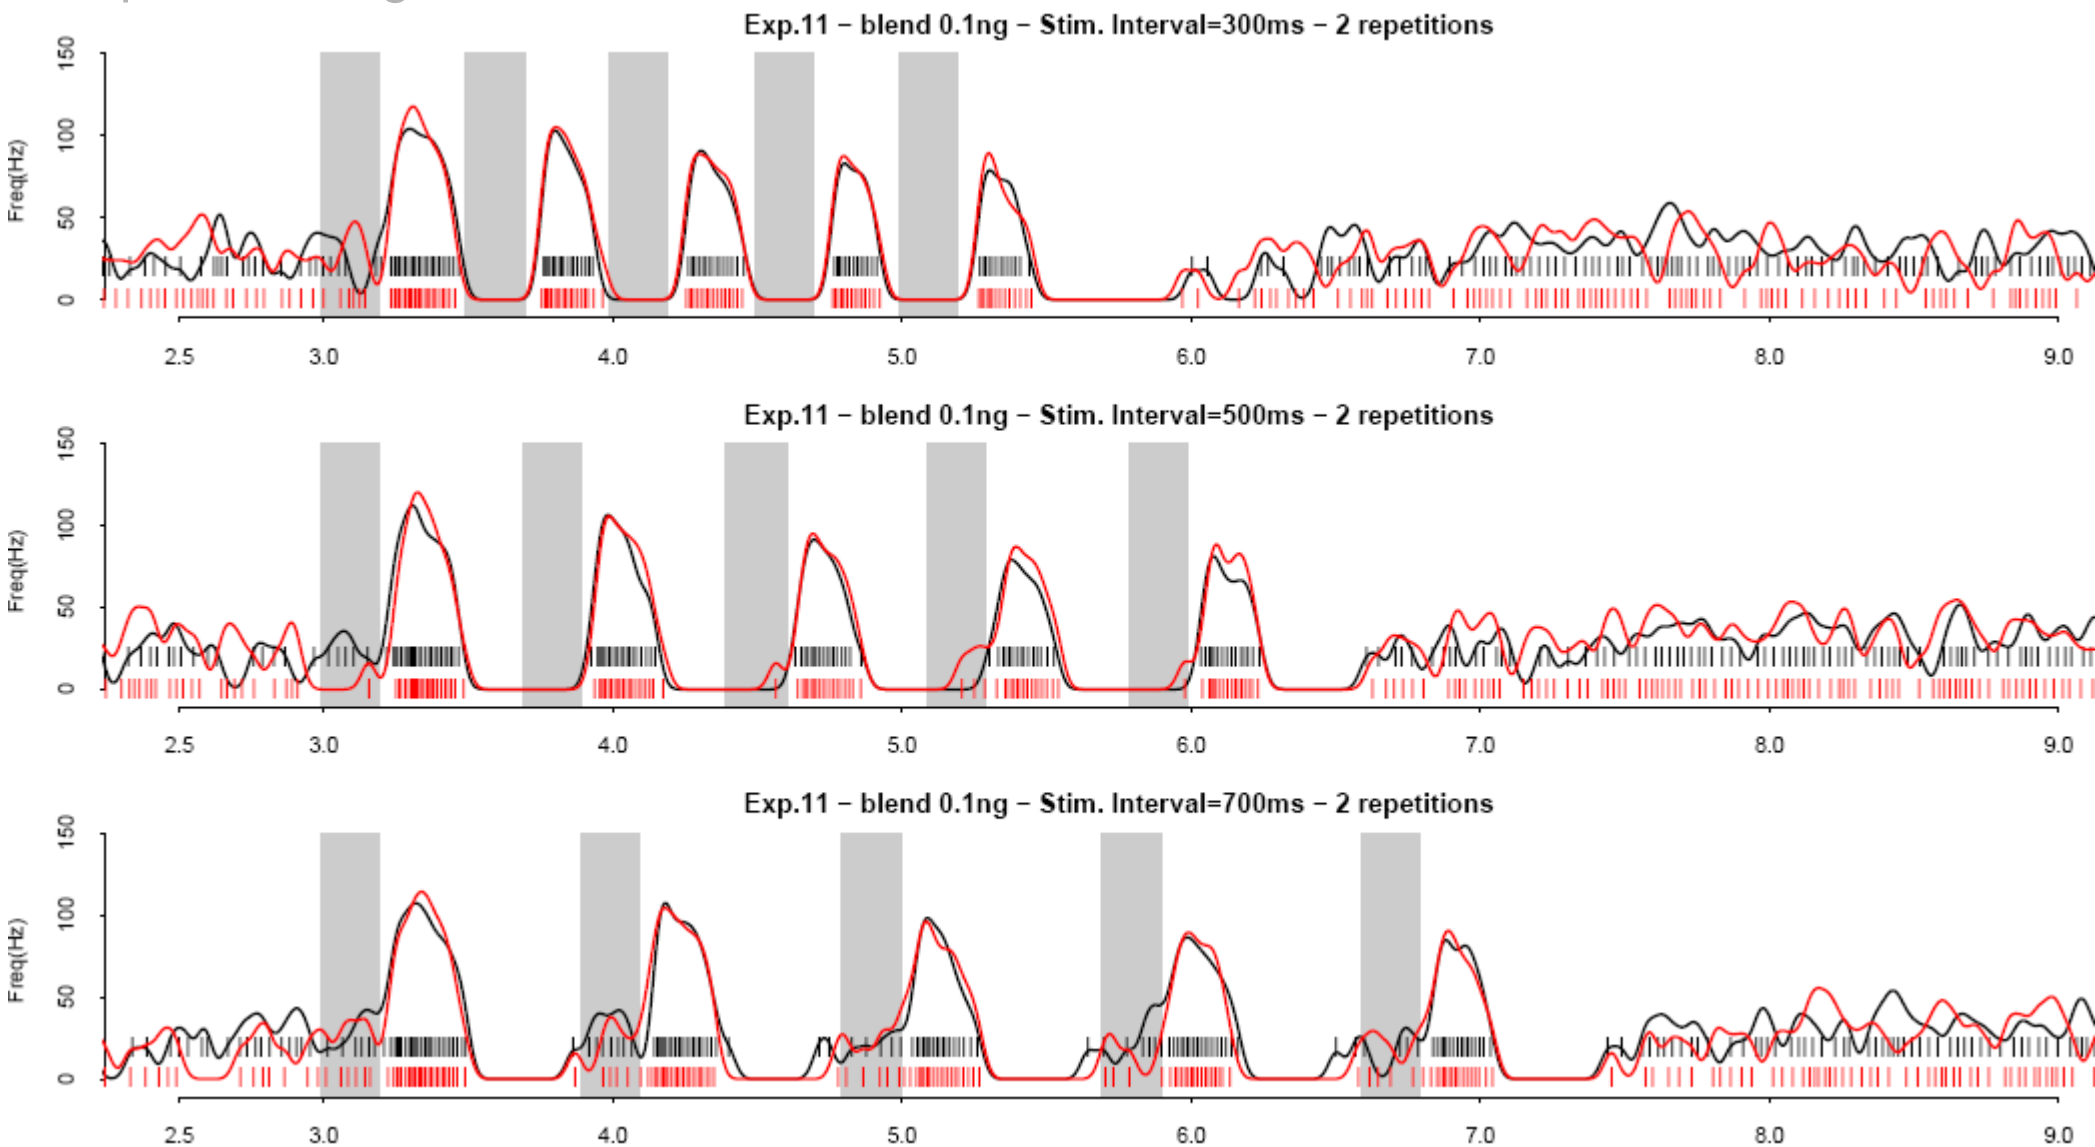 Exp.11 − blend 0.1ng − Stim. Interval=300ms − 2 repetitions
Freq(Hz)
150
100
50
0
2.5 3.0 4.0 5.0 6.0 7.0 8.0 9.0
Exp.11 − blend 0.1ng − Stim. Interval=500ms − 2 repetitions
Freq(Hz)
150
100
50
0
2.5 3.0 4.0 5.0 6.0 7.0 8.0 9.0
Exp.11 − blend 0.1ng − Stim. Interval=700ms − 2 repetitions
Freq(Hz)
150
100
50
0
2.5 3.0 4.0 5.0 6.0 7.0 8.0 9.0